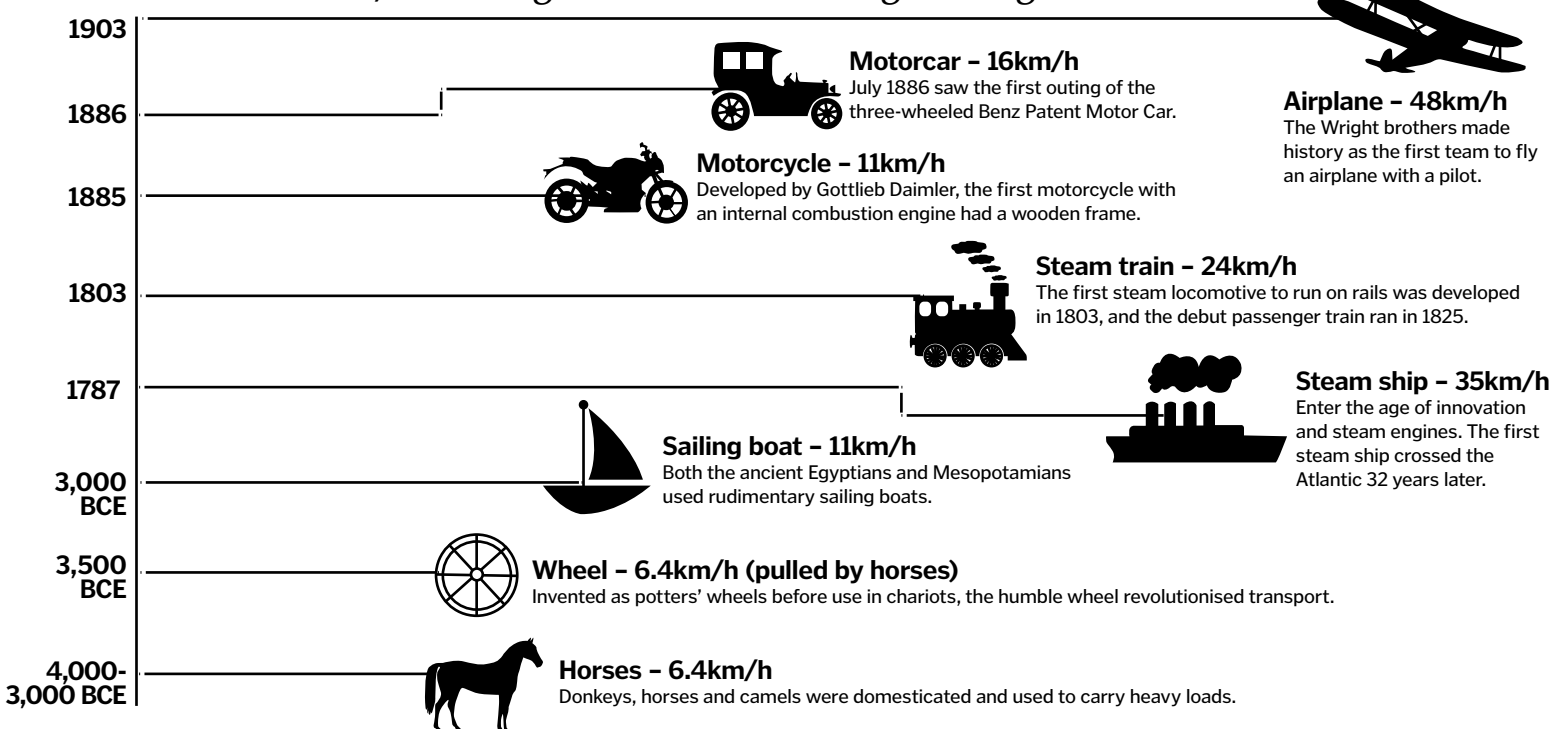 1903
Motorcar – 16km/h
July 1886 saw the first outing of the
three-wheeled Benz Patent Motor Car.
1886
Airplane – 48km/h
The Wright brothers made
history as the first team to fly
an airplane with a pilot.
Motorcycle – 11km/h
Developed by Gottlieb Daimler, the first motorcycle with
an internal combustion engine had a wooden frame.
1885
Steam train – 24km/h
The first steam locomotive to run on rails was developed
in 1803, and the debut passenger train ran in 1825.
1803
1787
Steam ship – 35km/h
Enter the age of innovation
and steam engines. The first
steam ship crossed the
Atlantic 32 years later.
Sailing boat – 11km/h
Both the ancient Egyptians and Mesopotamians
used rudimentary sailing boats.
3,000
BCE
3,500
BCE
Wheel – 6.4km/h (pulled by horses)
Invented as potters’ wheels before use in chariots, the humble wheel revolutionised transport.
4,000-
3,000 BCE
Horses – 6.4km/h
Donkeys, horses and camels were domesticated and used to carry heavy loads.